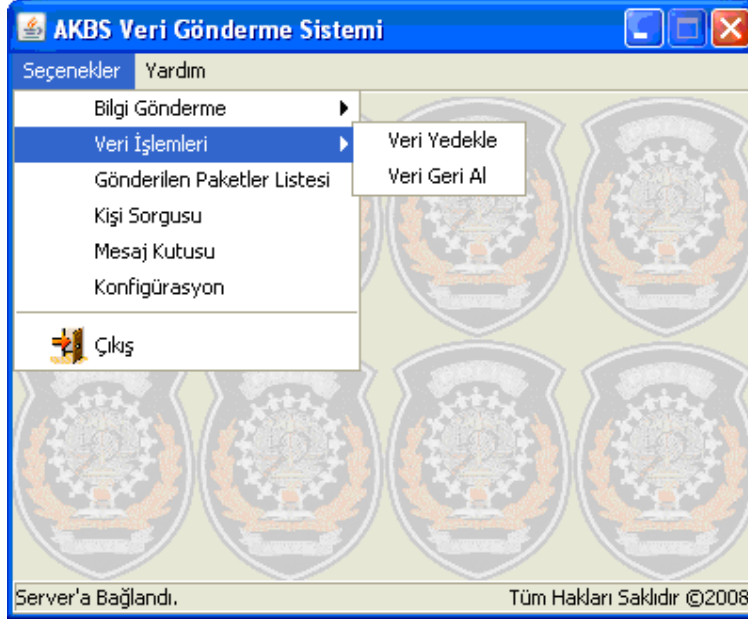 AKBS Veri Gönderme Sistemi
Seçenekler Yardım
Bilgi Gönderme
Veri İşlemleri
Veri Yedekle
Veri Geri Al
Gönderilen Paketler Listesi
Kişi Sorgusu
Mesaj Kutusu
Konfigürasyon
Çıkış
Server'a Bağlandı. Tüm Hakları Saklıdır ©2008